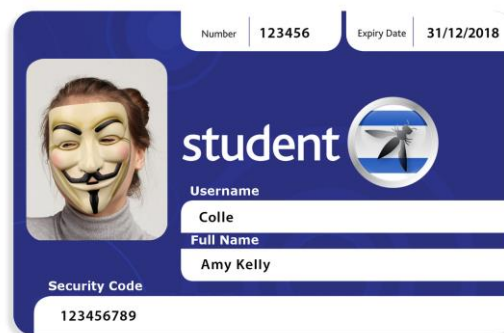 Number 123456 Expiry Date 31/12/2018
student
Username
Colle
Full Name
Amy Kelly
Security Code
123456789